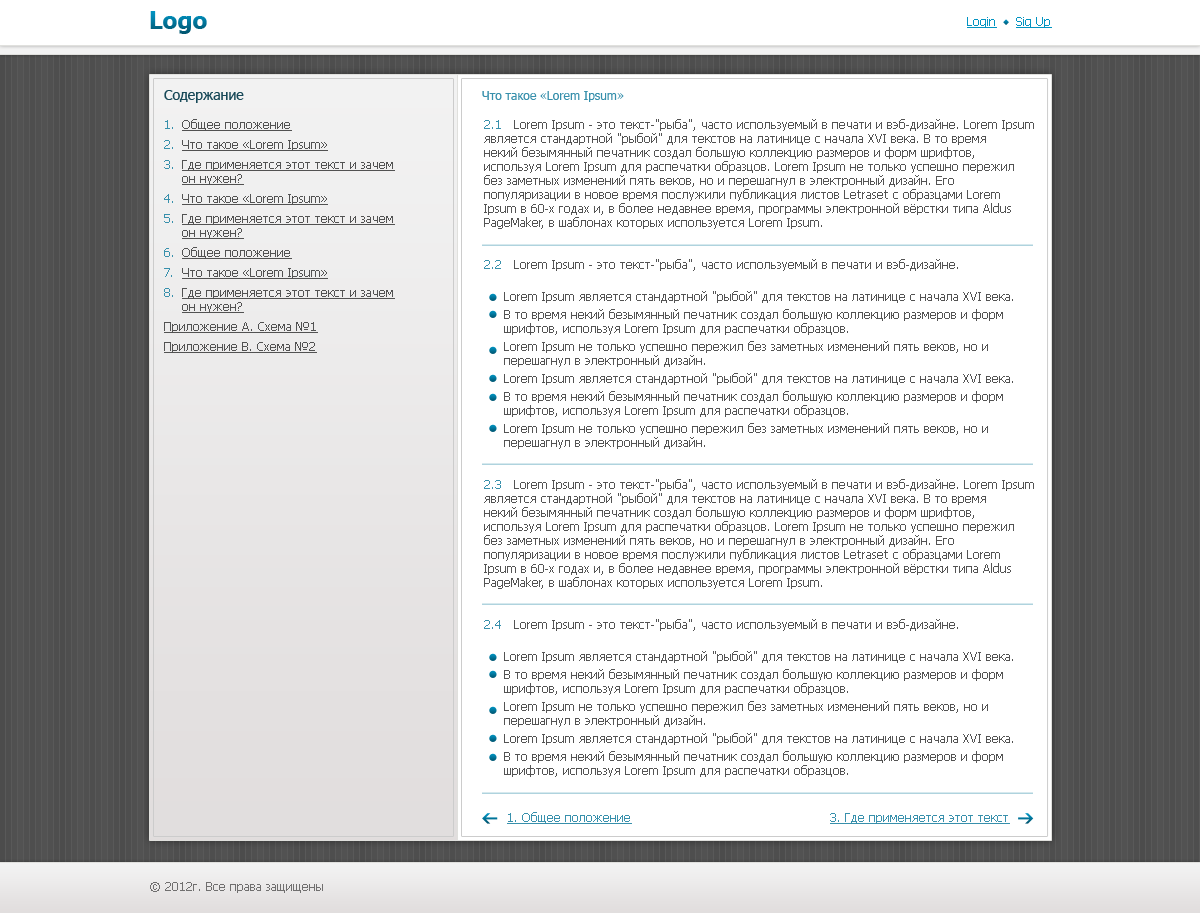 Logo
Login ◆ Sig Up
Содержание
1. Общее положение
2. Что такое «Lorem Ipsum»
3. Где применяется этот текст и зачем
он нужен?
4. Что такое «Lorem Ipsum»
5. Где применяется этот текст и зачем
он нужен?
6. Общее положение
7. Что такое «Lorem Ipsum»
8. Где применяется этот текст и зачем
он нужен?
Приложение А. Схема №1
Приложение В. Схема №2
Что такое «Lorem Ipsum»
2.1 Lorem Ipsum - это текст-"рыба", часто используемый в печати и вэб-дизайне. Lorem Ipsum
является стандартной "рыбой" для текстов на латинице с начала XVI века. В то время
некий безымянный печатник создал большую коллекцию размеров и форм шрифтов,
используя Lorem Ipsum для распечатки образцов. Lorem Ipsum не только успешно пережил
без заметных изменений пять веков, но и перешагнул в электронный дизайн. Его
популяризации в новое время послужили публикация листов Letraset с образцами Lorem
Ipsum в 60-х годах и, в более недавнее время, программы электронной вёрстки типа Aldus
PageMaker, в шаблонах которых используется Lorem Ipsum.
2.2 Lorem Ipsum - это текст-"рыба", часто используемый в печати и вэб-дизайне.
Lorem Ipsum является стандартной "рыбой" для текстов на латинице с начала XVI века.
В то время некий безымянный печатник создал большую коллекцию размеров и форм
шрифтов, используя Lorem Ipsum для распечатки образцов.
Lorem Ipsum не только успешно пережил без заметных изменений пять веков, но и
перешагнул в электронный дизайн.
Lorem Ipsum является стандартной "рыбой" для текстов на латинице с начала XVI века.
В то время некий безымянный печатник создал большую коллекцию размеров и форм
шрифтов, используя Lorem Ipsum для распечатки образцов.
Lorem Ipsum не только успешно пережил без заметных изменений пять веков, но и
перешагнул в электронный дизайн.
2.3 Lorem Ipsum - это текст-"рыба", часто используемый в печати и вэб-дизайне. Lorem Ipsum
является стандартной "рыбой" для текстов на латинице с начала XVI века. В то время
некий безымянный печатник создал большую коллекцию размеров и форм шрифтов,
используя Lorem Ipsum для распечатки образцов. Lorem Ipsum не только успешно пережил
без заметных изменений пять веков, но и перешагнул в электронный дизайн. Его
популяризации в новое время послужили публикация листов Letraset с образцами Lorem
Ipsum в 60-х годах и, в более недавнее время, программы электронной вёрстки типа Aldus
PageMaker, в шаблонах которых используется Lorem Ipsum.
2.4 Lorem Ipsum - это текст-"рыба", часто используемый в печати и вэб-дизайне.
Lorem Ipsum является стандартной "рыбой" для текстов на латинице с начала XVI века.
В то время некий безымянный печатник создал большую коллекцию размеров и форм
шрифтов, используя Lorem Ipsum для распечатки образцов.
Lorem Ipsum не только успешно пережил без заметных изменений пять веков, но и
перешагнул в электронный дизайн.
Lorem Ipsum является стандартной "рыбой" для текстов на латинице с начала XVI века.
В то время некий безымянный печатник создал большую коллекцию размеров и форм
шрифтов, используя Lorem Ipsum для распечатки образцов.
← 1. Общее положение
3. Где применяется этот текст →
© 2012г. Все права защищены